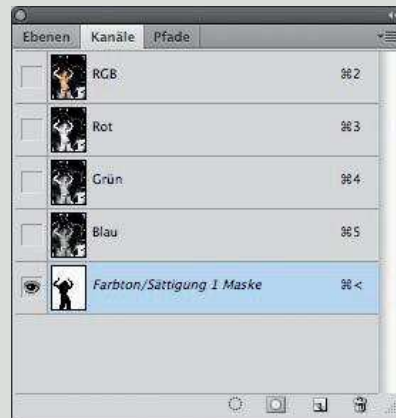 Ebenen Kanäle Pfade
RGB ⌘2
Rot ⌘3
Grün ⌘4
Blau ⌘5
Farbton/Sättigung 1 Maske ⌘<